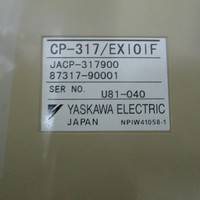 CP-317/EXIOIF
JACP-317900
87317-90001
SER NO. U81-040
YASKAWA ELECTRIC
JAPAN NPIW41058-1